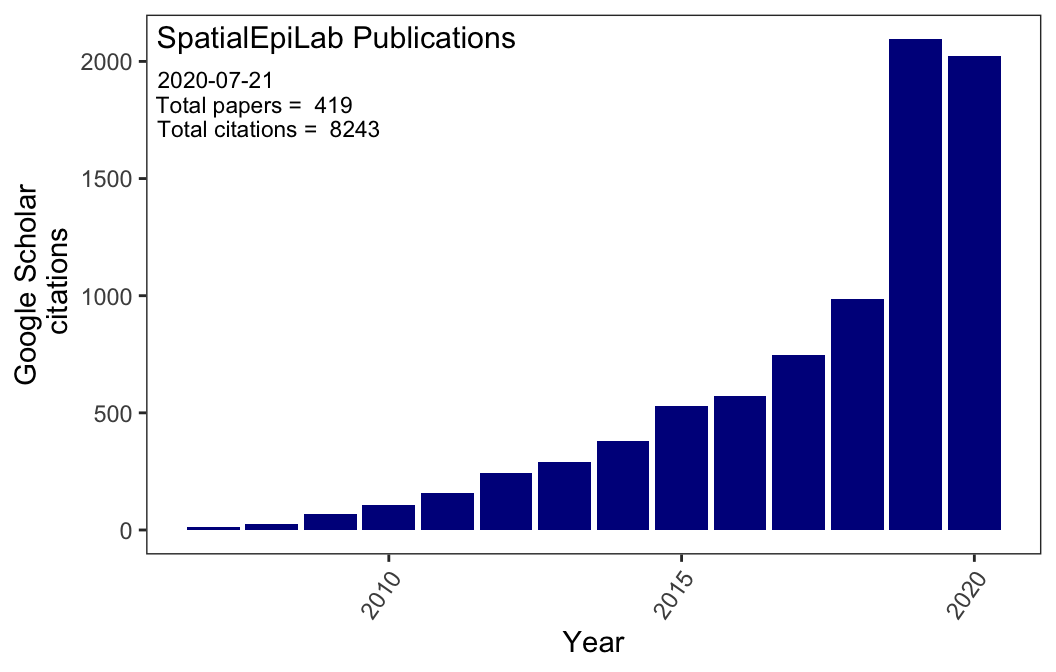 SpatialEpiLab Publications
2020-07-21
Total papers =  419
Total citations =  8243
Google Scholar
citations
2000
1500
1000
500
0
2010
2015
2020
Year